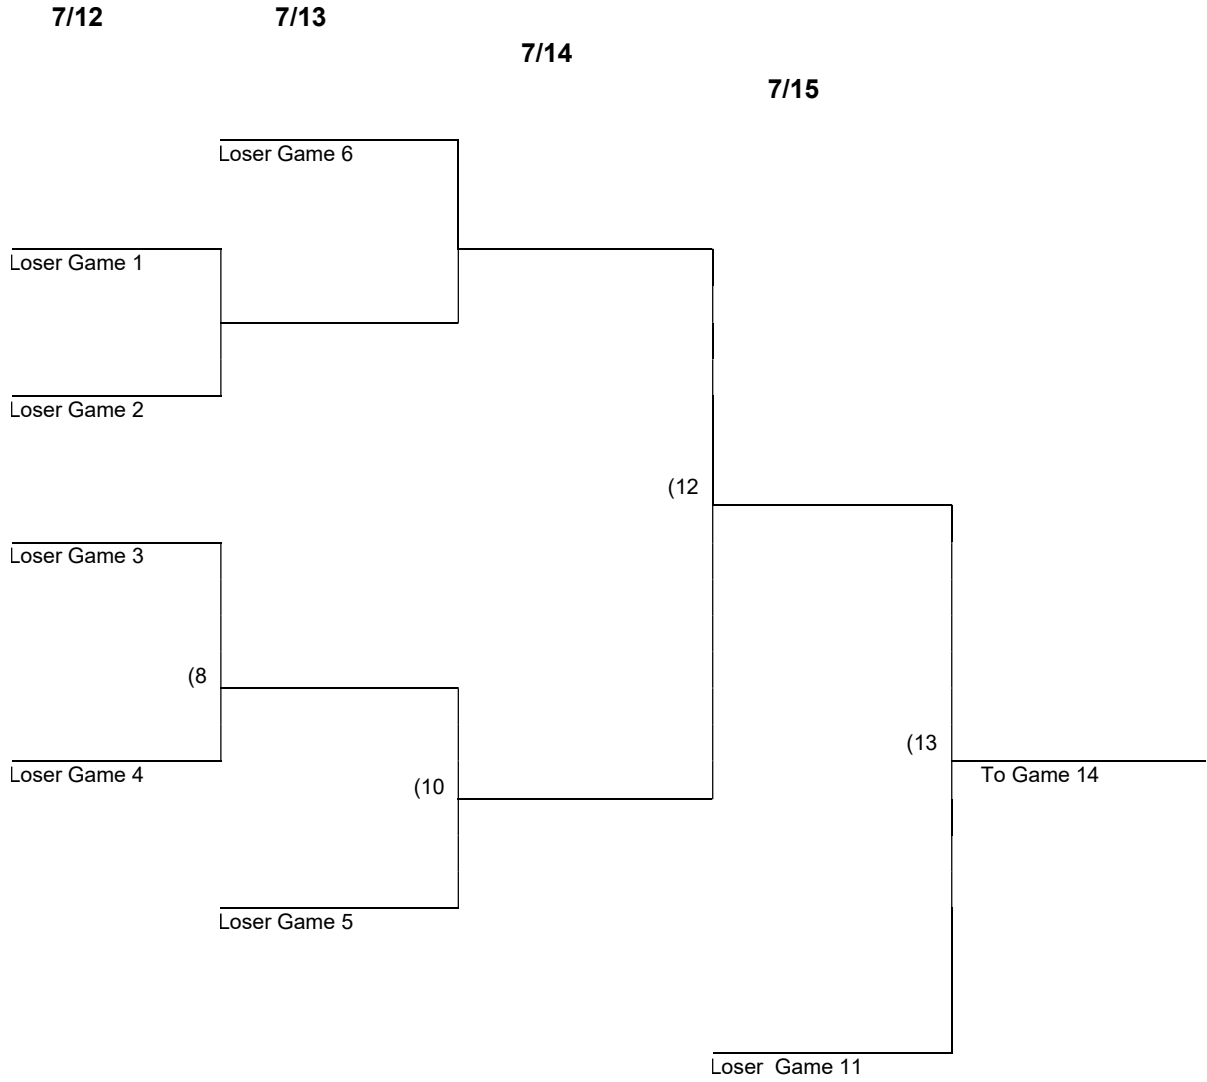 7/12 7/13
7/14
7/15
Loser Game 6
Loser Game 1
Loser Game 2
(12
Loser Game 3
(8
(13
Loser Game 4
To Game 14
(10
Loser Game 5
Loser  Game 11